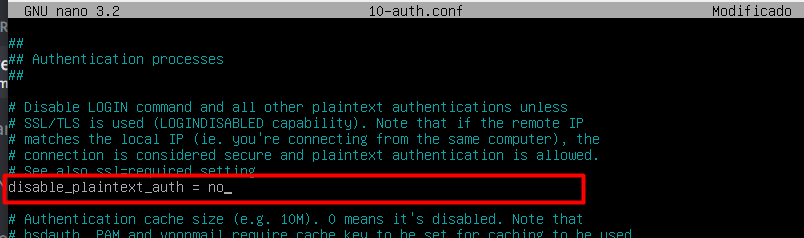 GNU nano 3.2 10-auth.conf Modificado
##
## Authentication processes
##
# Disable LOGIN command and all other plaintext authentications unless
# SSL/TLS is used (LOGINDISABLED capability). Note that if the remote IP
# matches the local IP (ie. you're connecting from the same computer), the
# connection is considered secure and plaintext authentication is allowed.
# See also ssl=required setting.
disable_plaintext_auth = no_
# Authentication cache size (e.g. 10M). 0 means it's disabled. Note that
# bsdauth, PAM and vpopmail require cache_key to be set for caching to be used.